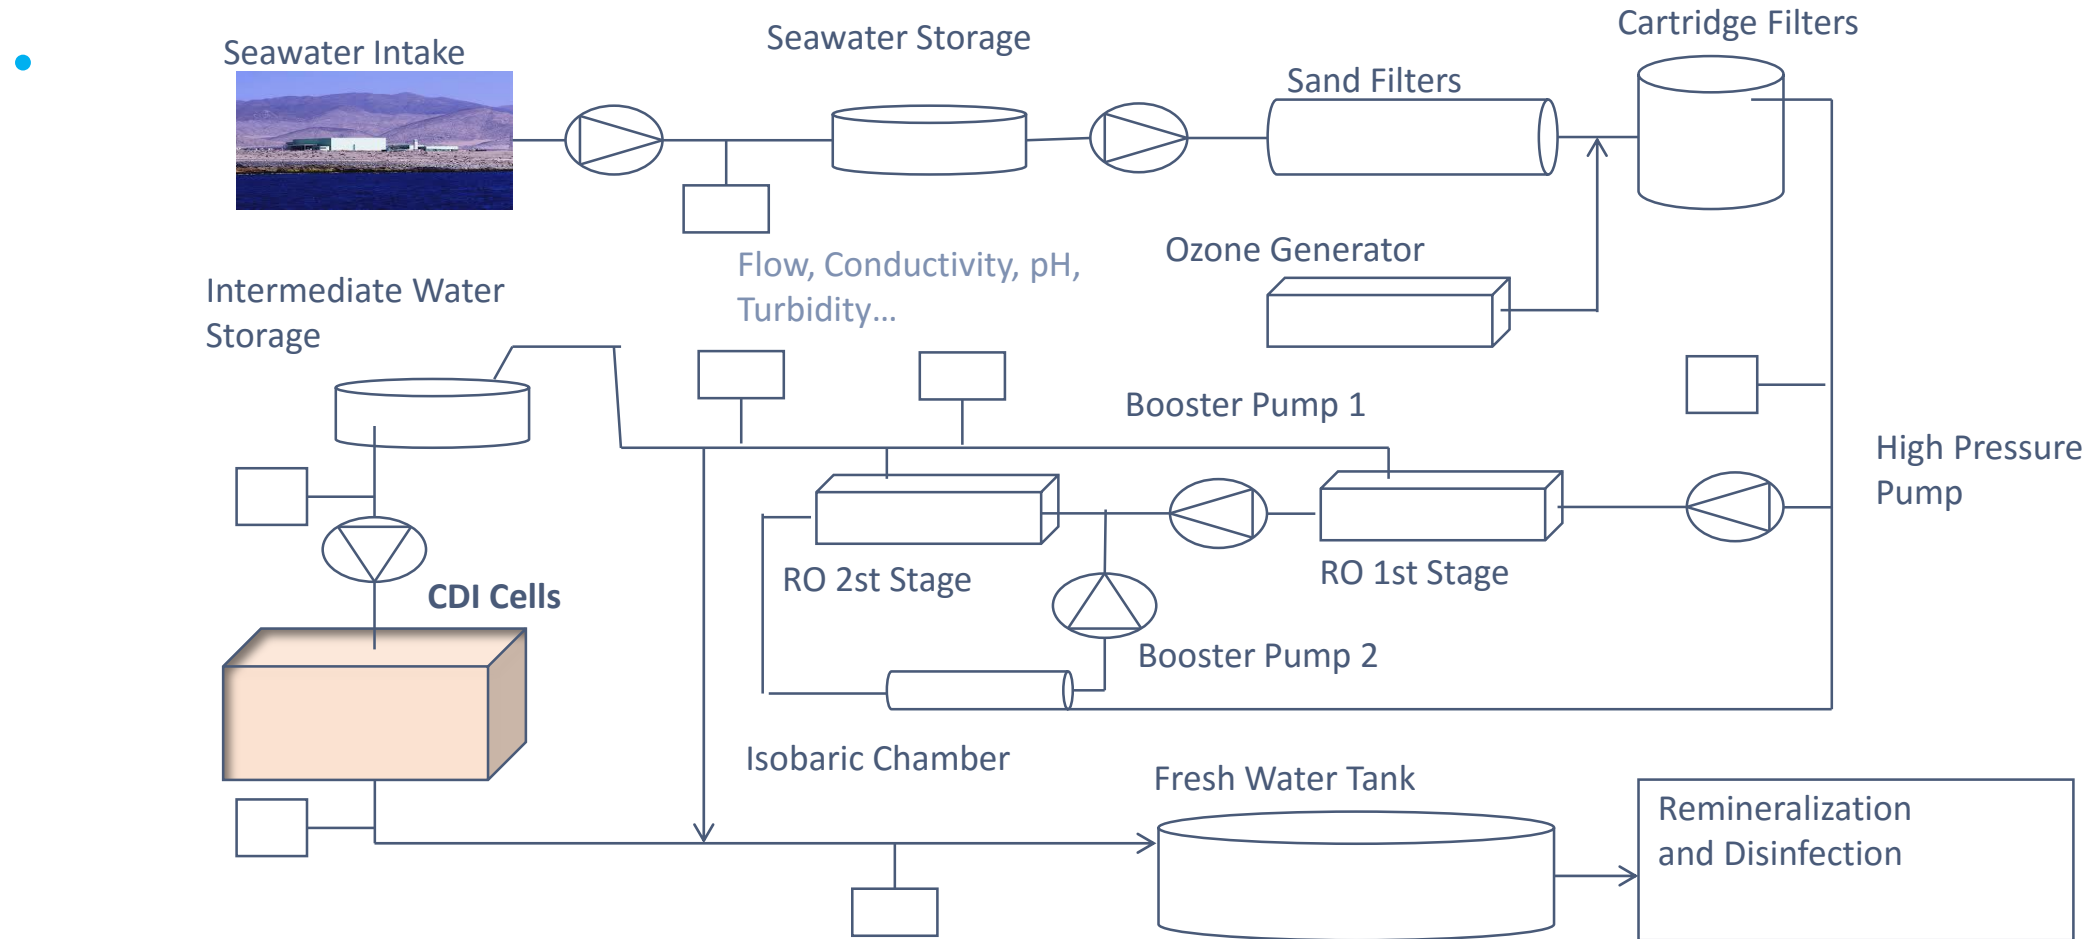 Seawater Intake
Seawater Storage
Cartridge Filters
Sand Filters
Ozone Generator
Flow, Conductivity, pH,
Turbidity...
Intermediate Water
Storage
Booster Pump 1
High Pressure
Pump
RO 2st Stage
RO 1st Stage
CDI Cells
Booster Pump 2
Isobaric Chamber
Fresh Water Tank
Remineralization
and Disinfection